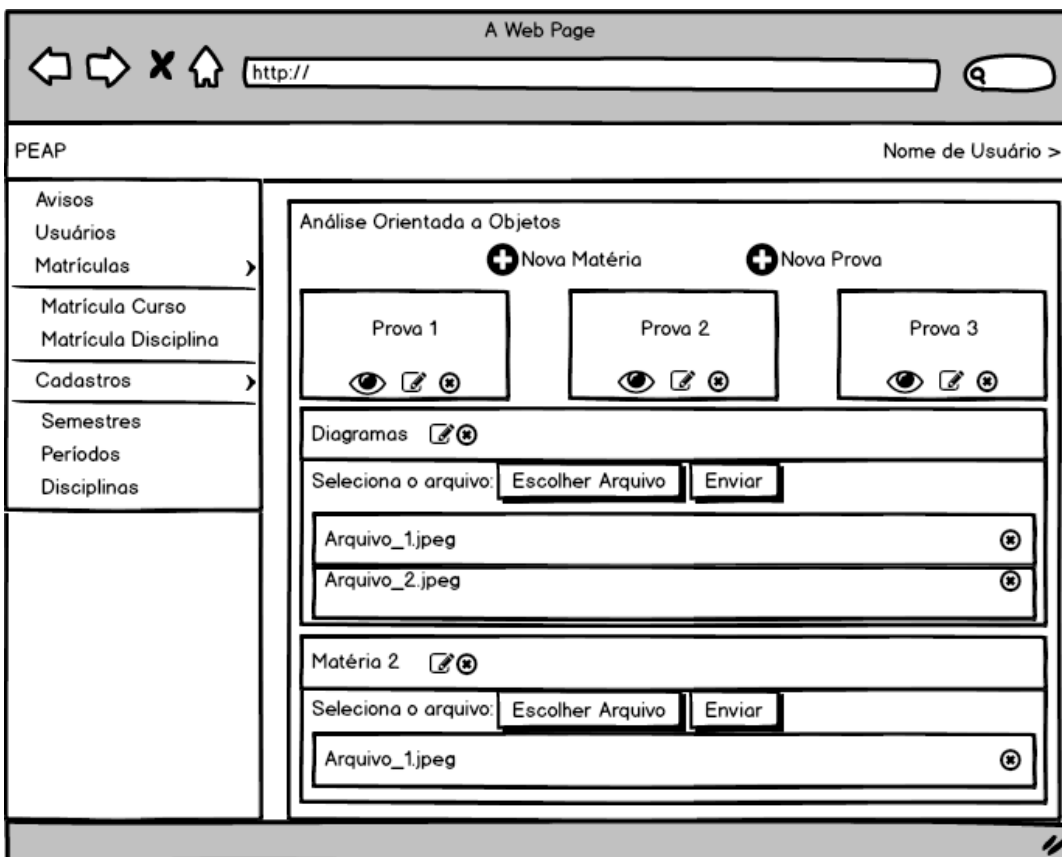 A Web Page
http://
PEAP
Nome de Usuário >
Avisos
Usuários
Matrículas
Matrícula Curso
Matrícula Disciplina
Cadastros
Semestres
Períodos
Disciplinas
Análise Orientada a Objetos
Nova Matéria
Nova Prova
Prova 1
Prova 2
Prova 3
Diagramas
Seleciona o arquivo: Escolher Arquivo Enviar
Arquivo_1.jpeg
Arquivo_2.jpeg
Matéria 2
Seleciona o arquivo: Escolher Arquivo Enviar
Arquivo_1.jpeg